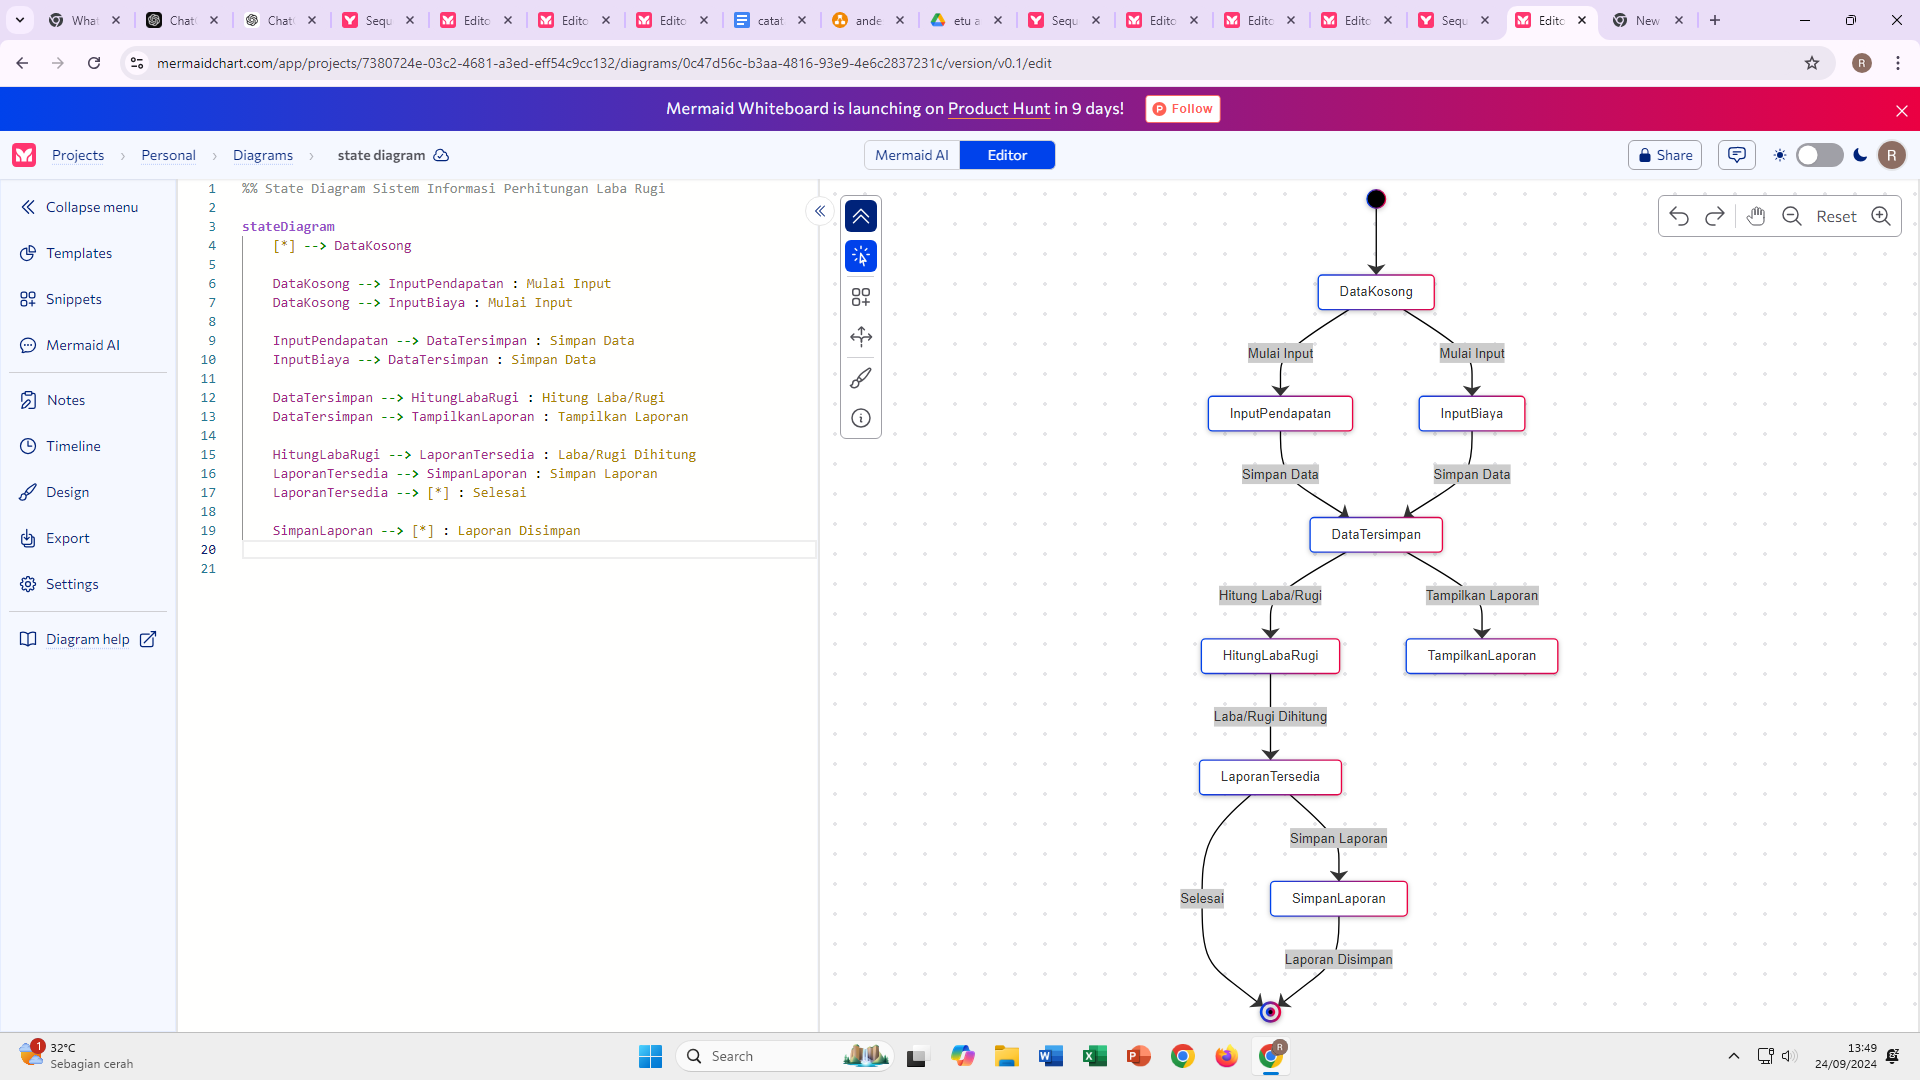 What
Chat
Chat
Sequ
Edito
Edito
Edito
catat
ande
etu a
Sequ
Edito
Edito
Edito
Sequ
Edito
New
mermaidchart.com/app/projects/7380724e-03c2-4681-a3ed-eff54c9cc132/diagrams/0c47d56c-b3aa-4816-93e9-4e6c2837231c/version/v0.1/edit
R
Mermaid Whiteboard is launching on Product Hunt in 9 days!
P Follow
Projects > Personal > Diagrams > state diagram
Mermaid AI
Editor
Share
R
Collapse menu
Templates
Snippets
Mermaid AI
Notes
Timeline
Design
Export
Settings
Diagram help
1 %% State Diagram Sistem Informasi Perhitungan Laba Rugi
2
3 stateDiagram
4 [*] --> DataKosong
5
6 DataKosong --> InputPendapatan : Mulai Input
7 DataKosong --> InputBiaya : Mulai Input
8
9 InputPendapatan --> DataTersimpan : Simpan Data
10 InputBiaya --> DataTersimpan : Simpan Data
11
12 DataTersimpan --> HitungLabaRugi : Hitung Laba/Rugi
13 DataTersimpan --> TampilkanLaporan : Tampilkan Laporan
14
15 HitungLabaRugi --> LaporanTersedia : Laba/Rugi Dihitung
16 LaporanTersedia --> SimpanLaporan : Simpan Laporan
17 LaporanTersedia --> [*] : Selesai
18
19 SimpanLaporan --> [*] : Laporan Disimpan
20
21
Reset
DataKosong
Mulai Input
Mulai Input
InputPendapatan
InputBiaya
Simpan Data
Simpan Data
DataTersimpan
Hitung Laba/Rugi
Tampilkan Laporan
HitungLabaRugi
TampilkanLaporan
Laba/Rugi Dihitung
LaporanTersedia
Simpan Laporan
Selesai
SimpanLaporan
Laporan Disimpan
1
32°C
Sebagian cerah
Search
R
13:49
24/09/2024